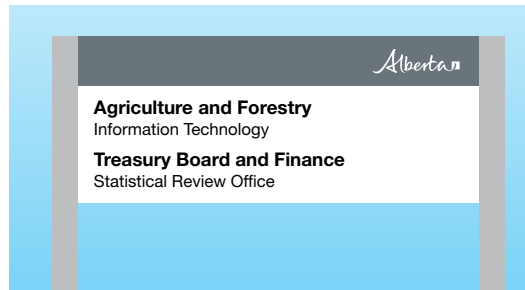 Alberta
Agriculture and Forestry
Information Technology
Treasury Board and Finance
Statistical Review Office